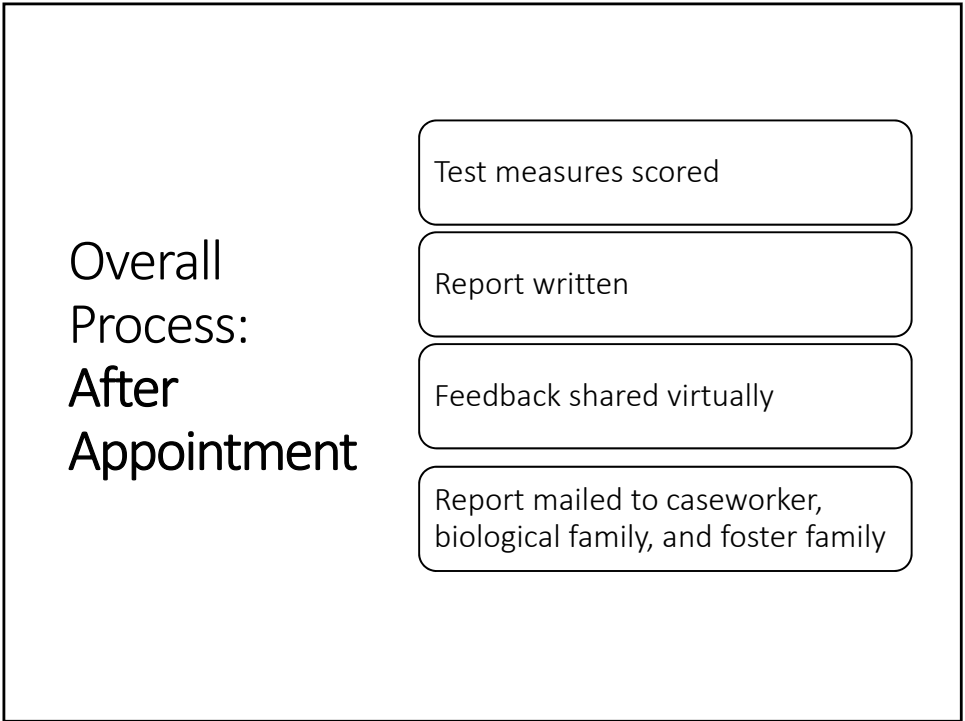 Overall
Process:
After
Appointment
Test measures scored
Report written
Feedback shared virtually
Report mailed to caseworker,
biological family, and foster family